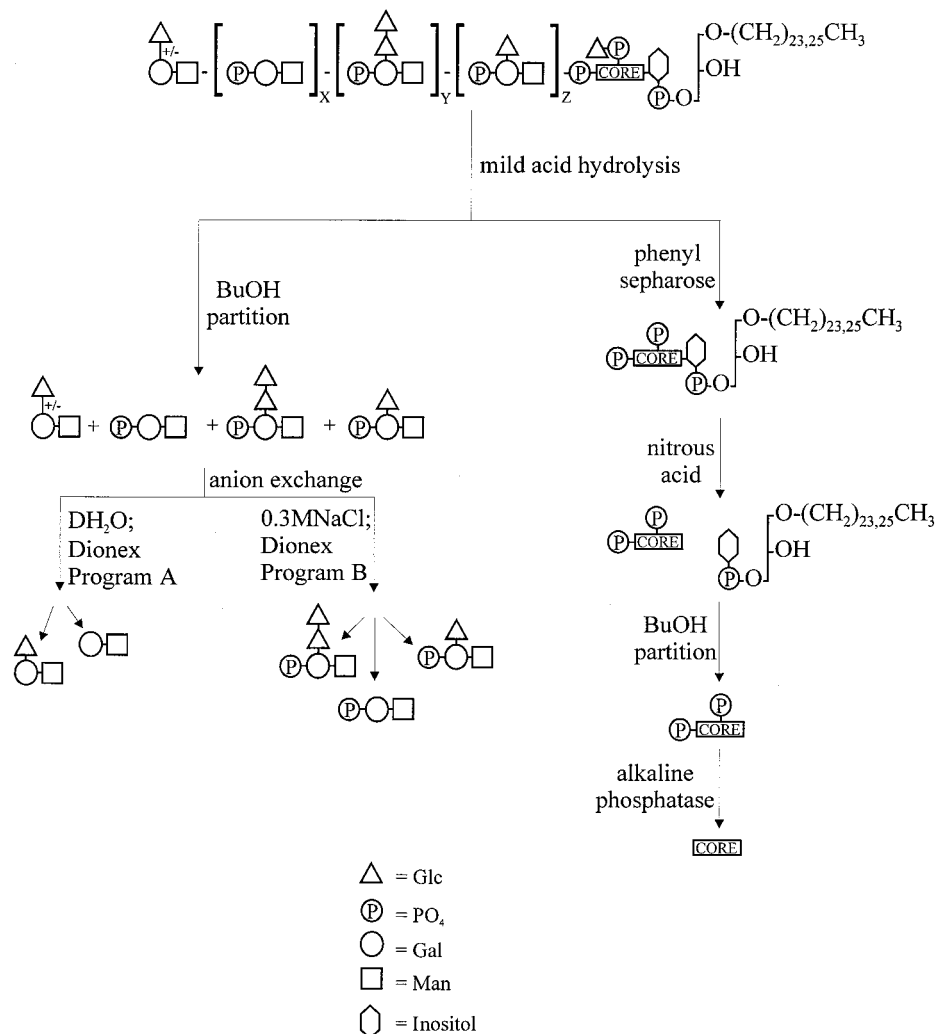 +/-
P
P
P
P P CORE
P
O-(CH2)23,25CH3
OH
O
X
Y
Z
mild acid hydrolysis
BuOH
partition
phenyl
sepharose
P
P CORE
P
O
O-(CH2)23,25CH3
OH
+/-
+ P + P + P
anion exchange
DH2O;
Dionex
Program A
0.3MNaCl;
Dionex
Program B
P
P
P
nitrous
acid
P
P CORE
P
O
O-(CH2)23,25CH3
OH
BuOH
partition
P
P CORE
alkaline
phosphatase
CORE
= Glc
P = PO4
= Gal
= Man
= Inositol